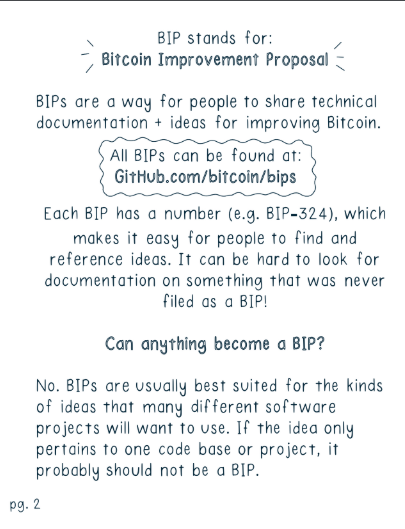 BIP stands for:
Bitcoin Improvement Proposal
BIPs are a way for people to share technical
documentation + ideas for improving Bitcoin.
All BIPs can be found at:
GitHub.com/bitcoin/bips
Each BIP has a number (e.g. BIP-324), which
makes it easy for people to find and
reference ideas. It can be hard to look for
documentation on something that was never
filed as a BIP!
Can anything become a BIP?
No. BIPs are usually best suited for the kinds
of ideas that many different software
projects will want to use. If the idea only
pertains to one code base or project, it
probably should not be a BIP.
pg. 2